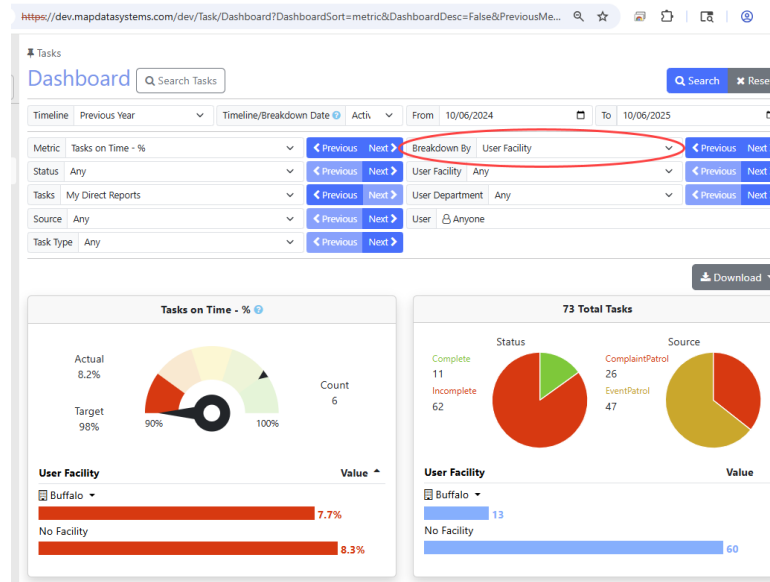 https://dev.mapdatasystems.com/dev/Task/Dashboard?DashboardSort=metric&DashboardDesc=False&PreviousMe...
Tasks
Dashboard Search Tasks Search Rese
Timeline Previous Year Timeline/Breakdown Date Activ From 10/06/2024 To 10/06/2025
Metric Tasks on Time - % Previous Next Breakdown By User Facility Previous Next
Status Any Previous Next User Facility Any Previous Next
Tasks My Direct Reports Previous Next User Department Any Previous Next
Source Any Previous Next User Anyone
Task Type Any Previous Next
Download
Tasks on Time - %
Actual
8.2%
Target
98%
90%
100%
Count
6
User Facility Value
Buffalo
7.7%
No Facility
8.3%
73 Total Tasks
Status
Complete
11
Incomplete
62
Source
ComplaintPatrol
26
EventPatrol
47
User Facility Value
Buffalo
13
No Facility
60